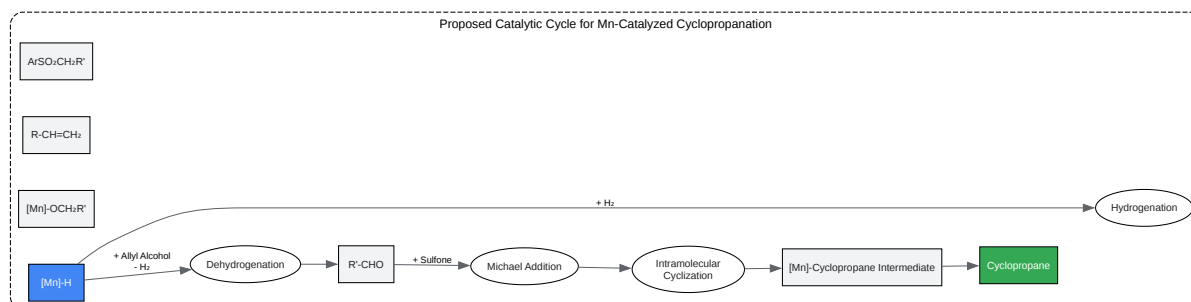 Proposed Catalytic Cycle for Mn-Catalyzed Cyclopropanation
ArSO₂CH₂R'
R-CH=CH₂
[Mn]-OCH₂R'
+ H₂
Hydrogenation
[Mn]-H
+ Allyl Alcohol
- H₂
Dehydrogenation
R'-CHO
+ Sulfone
Michael Addition
Intramolecular
Cyclization
[Mn]-Cyclopropane Intermediate
Cyclopropane